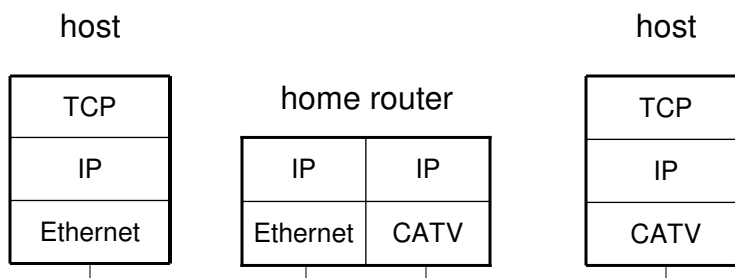 host
TCP
IP
Ethernet
home router
IP IP
Ethernet CATV
host
TCP
IP
CATV